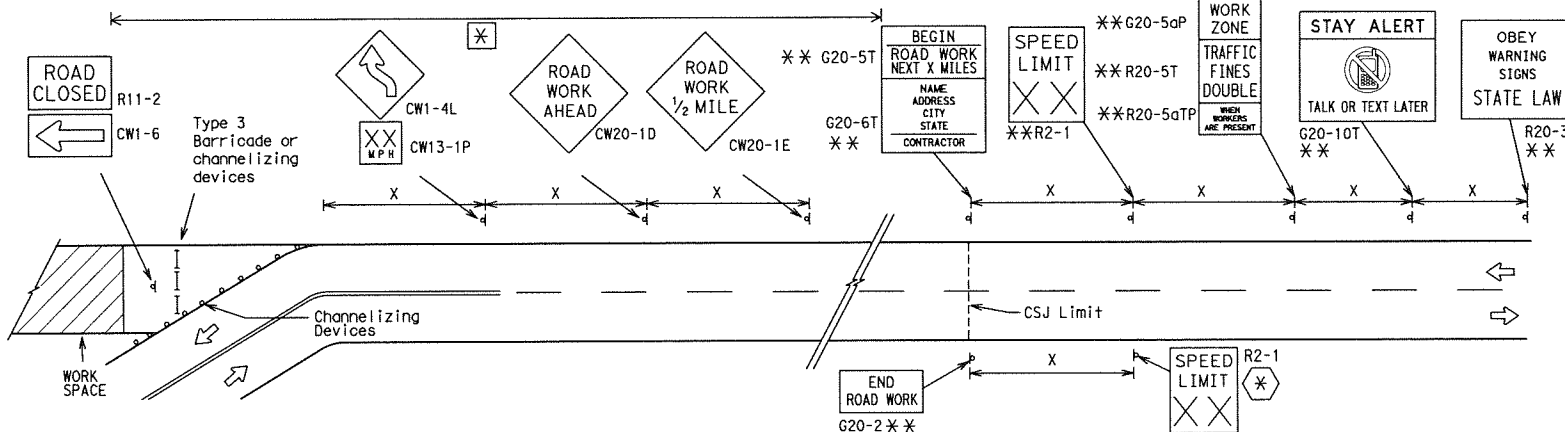 ROAD
CLOSED
R11-2
CW1-6
Type 3
Barricade or
channelizing
devices
*
CW1-4L
XX
MPH
CW13-1P
ROAD
WORK
AHEAD
CW20-1D
ROAD
WORK
1/2 MILE
CW20-1E
** G20-5T
BEGIN
ROAD WORK
NEXT X MILES
G20-6T
**
NAME
ADDRESS
CITY
STATE
CONTRACTOR
SPEED
LIMIT
XX
**R2-1
**G20-5aP
WORK
ZONE
**R20-5T
TRAFFIC
FINES
DOUBLE
**R20-5aTP
WHEN
WORKERS
ARE PRESENT
STAY ALERT
TALK OR TEXT LATER
G20-10T
**
OBEY
WARNING
SIGNS
STATE LAW
R20-3
**
X
X
X
X
X
X
X
Channelizing
Devices
WORK
SPACE
CSJ Limit
X
END
ROAD WORK
G20-2 **
SPEED
LIMIT
XX
R2-1
*